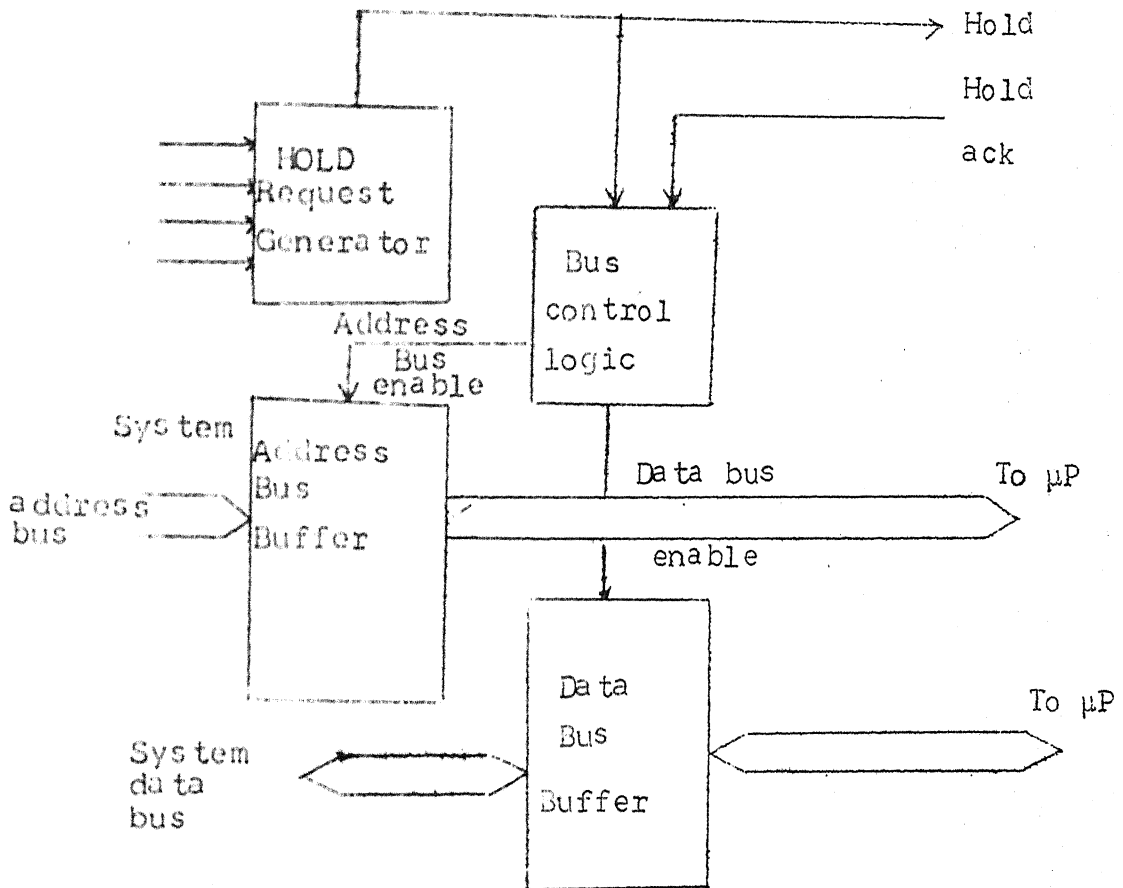 Hold
Hold
ack
HOLD
Request
Generator
Bus
control
logic
Address
Bus
enable
System
address
bus
Address
Bus
Buffer
Data bus
enable
To µP
Data
Bus
Buffer
To µP
System
data
bus